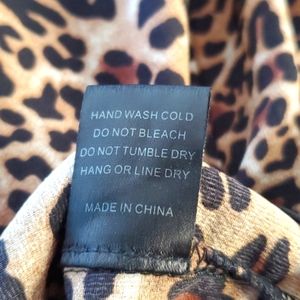 HAND WASH COLD
DO NOT BLEACH
DO NOT TUMBLE DRY
HANG OR LINE DRY
MADE IN CHINA